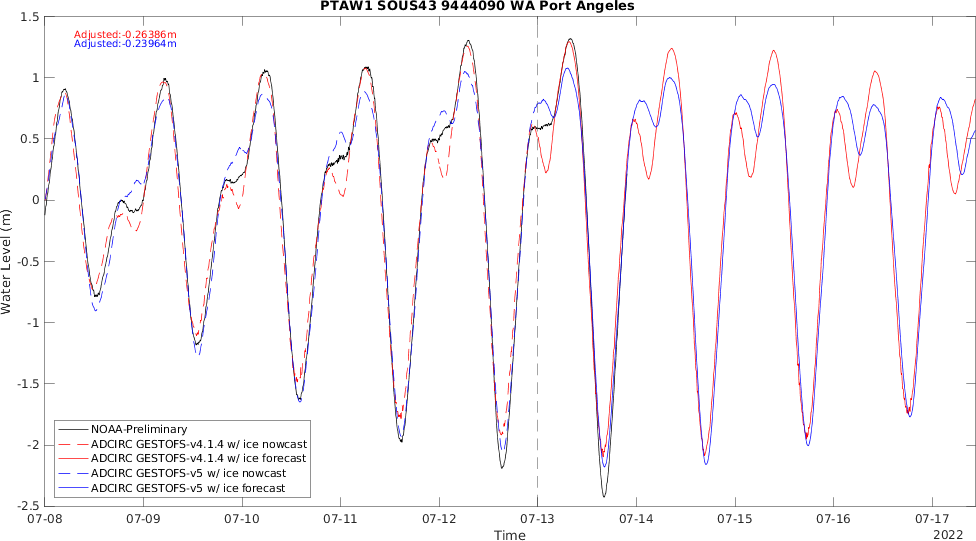 PTAW1 SOUS43 9444090 WA Port Angeles
Adjusted:-0.26386m
Adjusted:-0.23964m
1.5
1
0.5
0
-0.5
-1
-1.5
-2
-2.5
Water Level (m)
NOAA-Preliminary
ADCIRC GESTOFS-v4.1.4 w/ ice nowcast
ADCIRC GESTOFS-v4.1.4 w/ ice forecast
ADCIRC GESTOFS-v5 w/ ice nowcast
ADCIRC GESTOFS-v5 w/ ice forecast
07-08 07-09 07-10 07-11 07-12 07-13 07-14 07-15 07-16 07-17
Time
2022